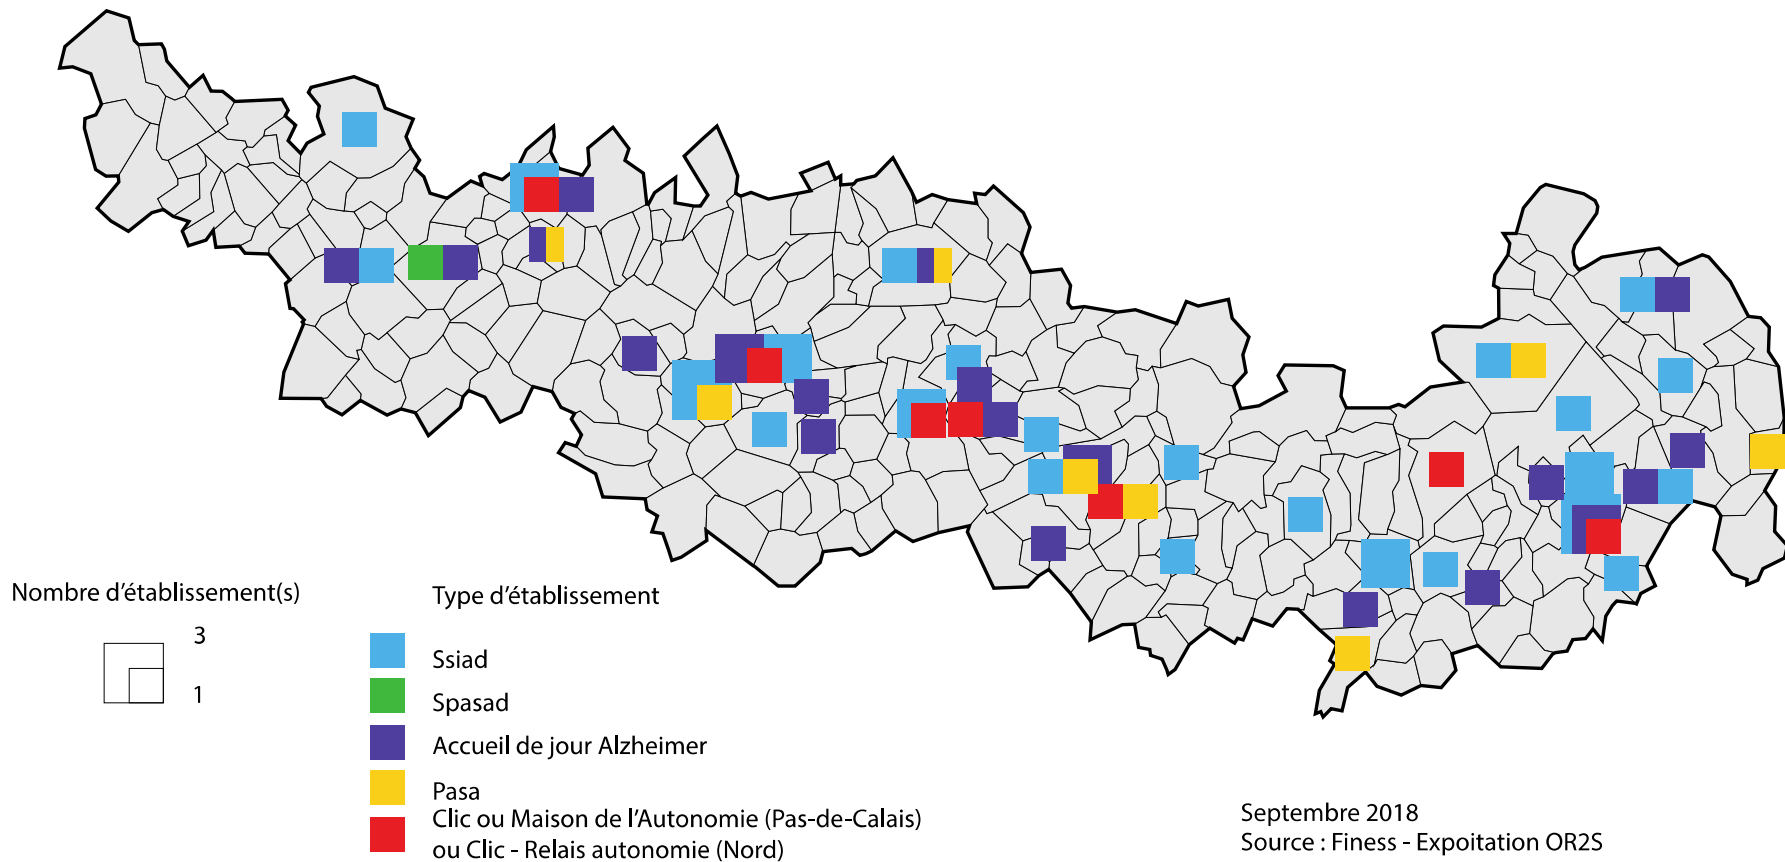 Nombre d'établissement(s)
3
1
Type d'établissement
Ssiad
Spasad
Accueil de jour Alzheimer
Pasa
Clic ou Maison de l'Autonomie (Pas-de-Calais)
ou Clic - Relais autonomie (Nord)
Septembre 2018
Source : Finess - Expoitation OR2S